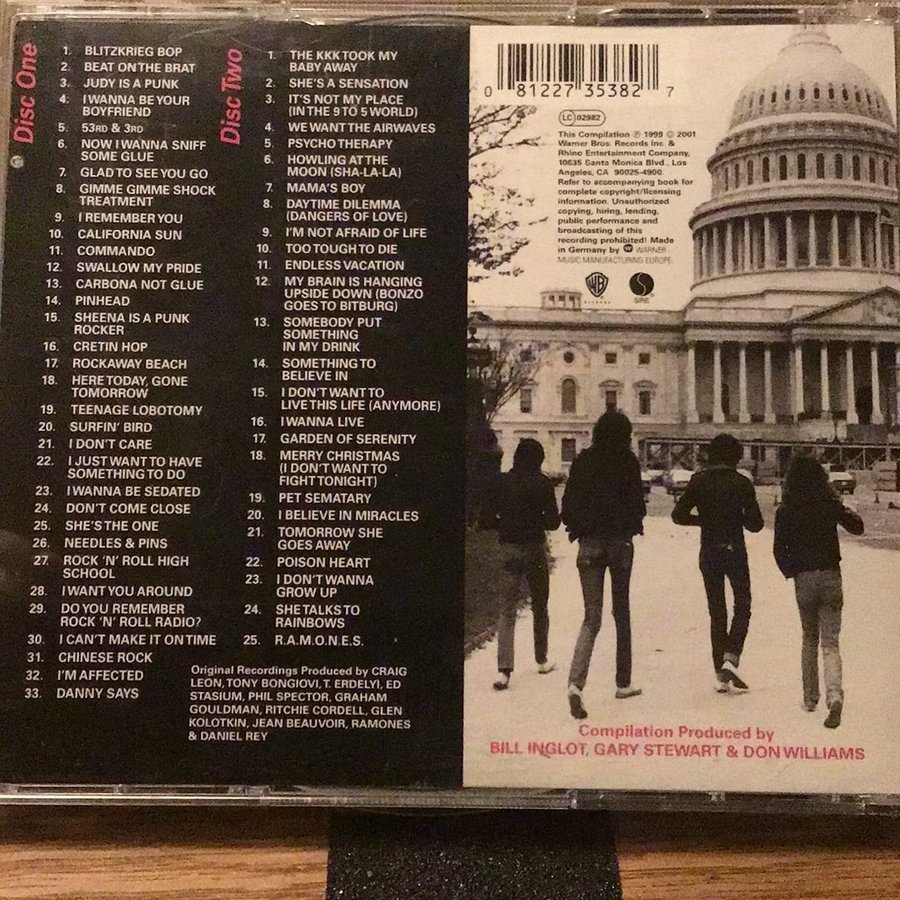 Disc One
1. BLITZKRIEG BOP
2. BEAT ON THE BRAT
3. JUDY IS A PUNK
4. I WANNA BE YOUR
BOYFRIEND
5. 53RD & 3RD
6. NOW I WANNA SNIFF
SOME GLUE
7. GLAD TO SEE YOU GO
8. GIMME GIMME SHOCK
TREATMENT
9. I REMEMBER YOU
10. CALIFORNIA SUN
11. COMMANDO
12. SWALLOW MY PRIDE
13. CARBONA NOT GLUE
14. PINHEAD
15. SHEENA IS A PUNK
ROCKER
16. CRETIN HOP
17. ROCKAWAY BEACH
18. HERE TODAY, GONE
TOMORROW
19. TEENAGE LOBOTOMY
20. SURFIN' BIRD
21. I DON'T CARE
22. I JUST WANT TO HAVE
SOMETHING TO DO
23. I WANNA BE SEDATED
24. DON'T COME CLOSE
25. SHE'S THE ONE
26. NEEDLES & PINS
27. ROCK 'N' ROLL HIGH
SCHOOL
28. I WANT YOU AROUND
29. DO YOU REMEMBER
ROCK 'N' ROLL RADIO?
30. I CAN'T MAKE IT ON TIME
31. CHINESE ROCK
32. I'M AFFECTED
33. DANNY SAYS
Disc Two
1. THE KKK TOOK MY
BABY AWAY
2. SHE'S A SENSATION
3. IT'S NOT MY PLACE
(IN THE 9 TO 5 WORLD)
4. WE WANT THE AIRWAVES
5. PSYCHO THERAPY
6. HOWLING AT THE
MOON (SHA-LA-LA)
7. MAMA'S BOY
8. DAYTIME DILEMMA
(DANGERS OF LOVE)
9. I'M NOT AFRAID OF LIFE
10. TOO TOUGH TO DIE
11. ENDLESS VACATION
12. MY BRAIN IS HANGING
UPSIDE DOWN (BONZO
GOES TO BITBURG)
13. SOMEBODY PUT
SOMETHING
IN MY DRINK
14. SOMETHING TO
BELIEVE IN
15. I DON'T WANT TO
LIVE THIS LIFE (ANYMORE)
16. I WANNA LIVE
17. GARDEN OF SERENITY
18. MERRY CHRISTMAS
(I DON'T WANT TO
FIGHT TONIGHT)
19. PET SEMATARY
20. I BELIEVE IN MIRACLES
21. TOMORROW SHE
GOES AWAY
22. POISON HEART
23. I DON'T WANNA
GROW UP
24. SHE TALKS TO
RAINBOWS
25. R.A.M.O.N.E.S.
Original Recordings Produced by CRAIG
LEON, TONY BONGIOVI, T. ERDELYI, ED
STASIUM, PHIL SPECTOR, GRAHAM
GOULDMAN, RITCHIE CORDELL, GLEN
KOLOTKIN, JEAN BEAUVOIR, RAMONES
& DANIEL REY
0 81227 35382 7
LC 02982
This Compilation ℗ 1999 © 2001
Warner Bros. Records Inc. &
Rhino Entertainment Company,
10635 Santa Monica Blvd., Los
Angeles, CA 90025-4900.
Refer to accompanying book for
complete copyright/licensing
information. Unauthorized
copying, hiring, lending,
public performance and
broadcasting of this
recording prohibited! Made
in Germany by WARNER
MUSIC MANUFACTURING EUROPE.
WB
RECORDS
S
SIRE
Compilation Produced by
BILL INGLOT, GARY STEWART & DON WILLIAMS